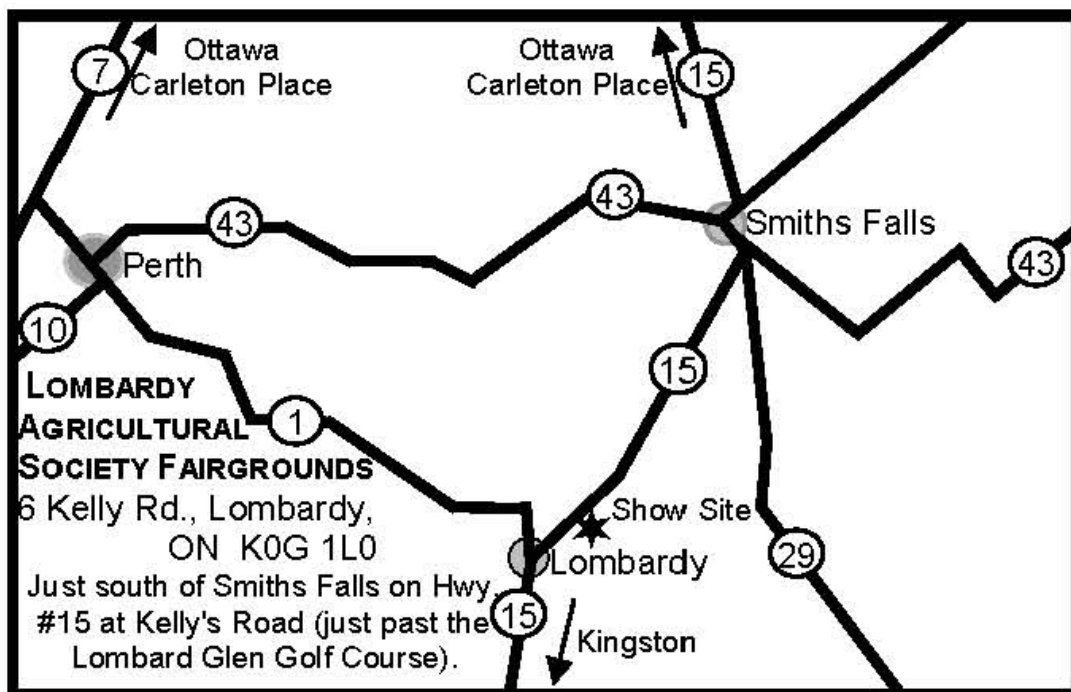 7
Ottawa
Carleton Place
Ottawa
Carleton Place
15
43
43
Smiths Falls
Perth
43
10
15
LOMBARDY
AGRICULTURAL
SOCIETY FAIRGROUNDS
1
6 Kelly Rd., Lombardy,
ON K0G 1L0
Just south of Smiths Falls on Hwy.
#15 at Kelly's Road (just past the
Lombard Glen Golf Course).
Show Site
Lombardy
29
15
Kingston